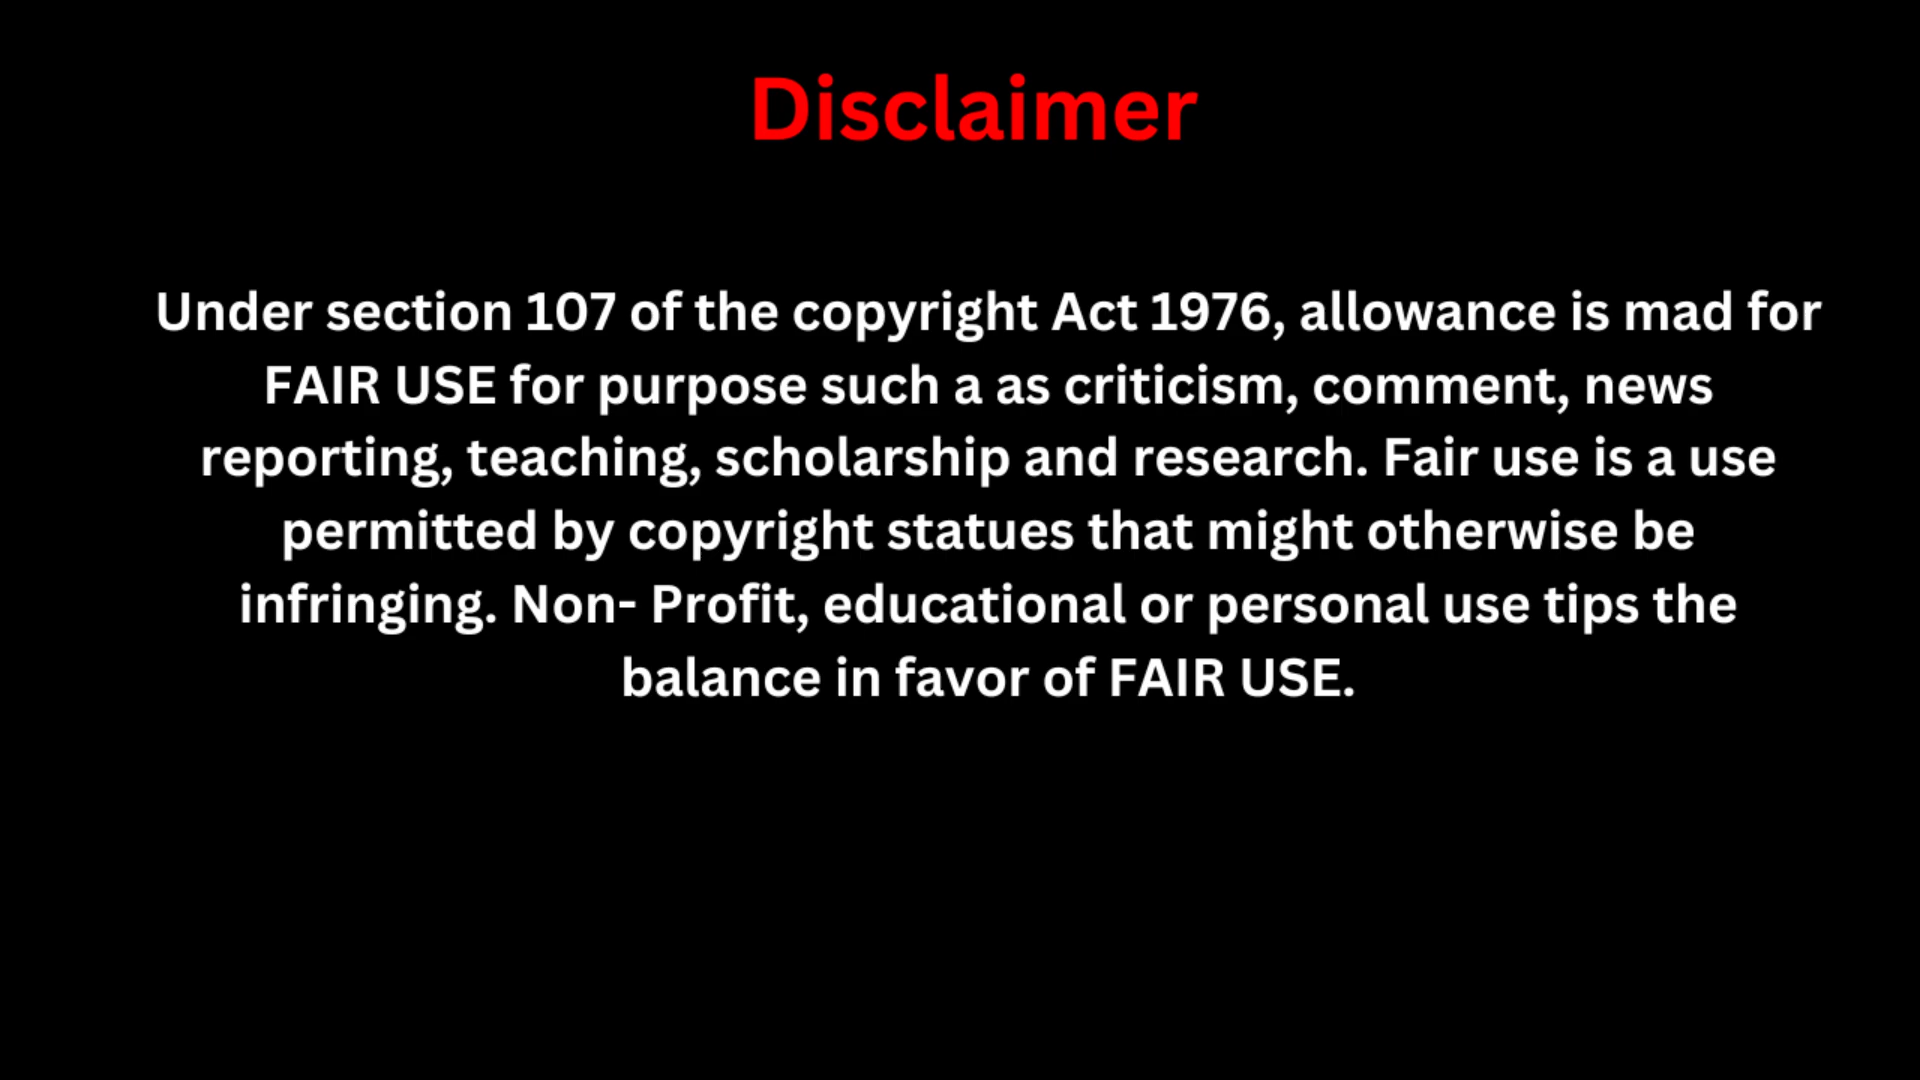 Disclaimer
Under section 107 of the copyright Act 1976, allowance is mad for
FAIR USE for purpose such a as criticism, comment, news
reporting, teaching, scholarship and research. Fair use is a use
permitted by copyright statues that might otherwise be
infringing. Non- Profit, educational or personal use tips the
balance in favor of FAIR USE.